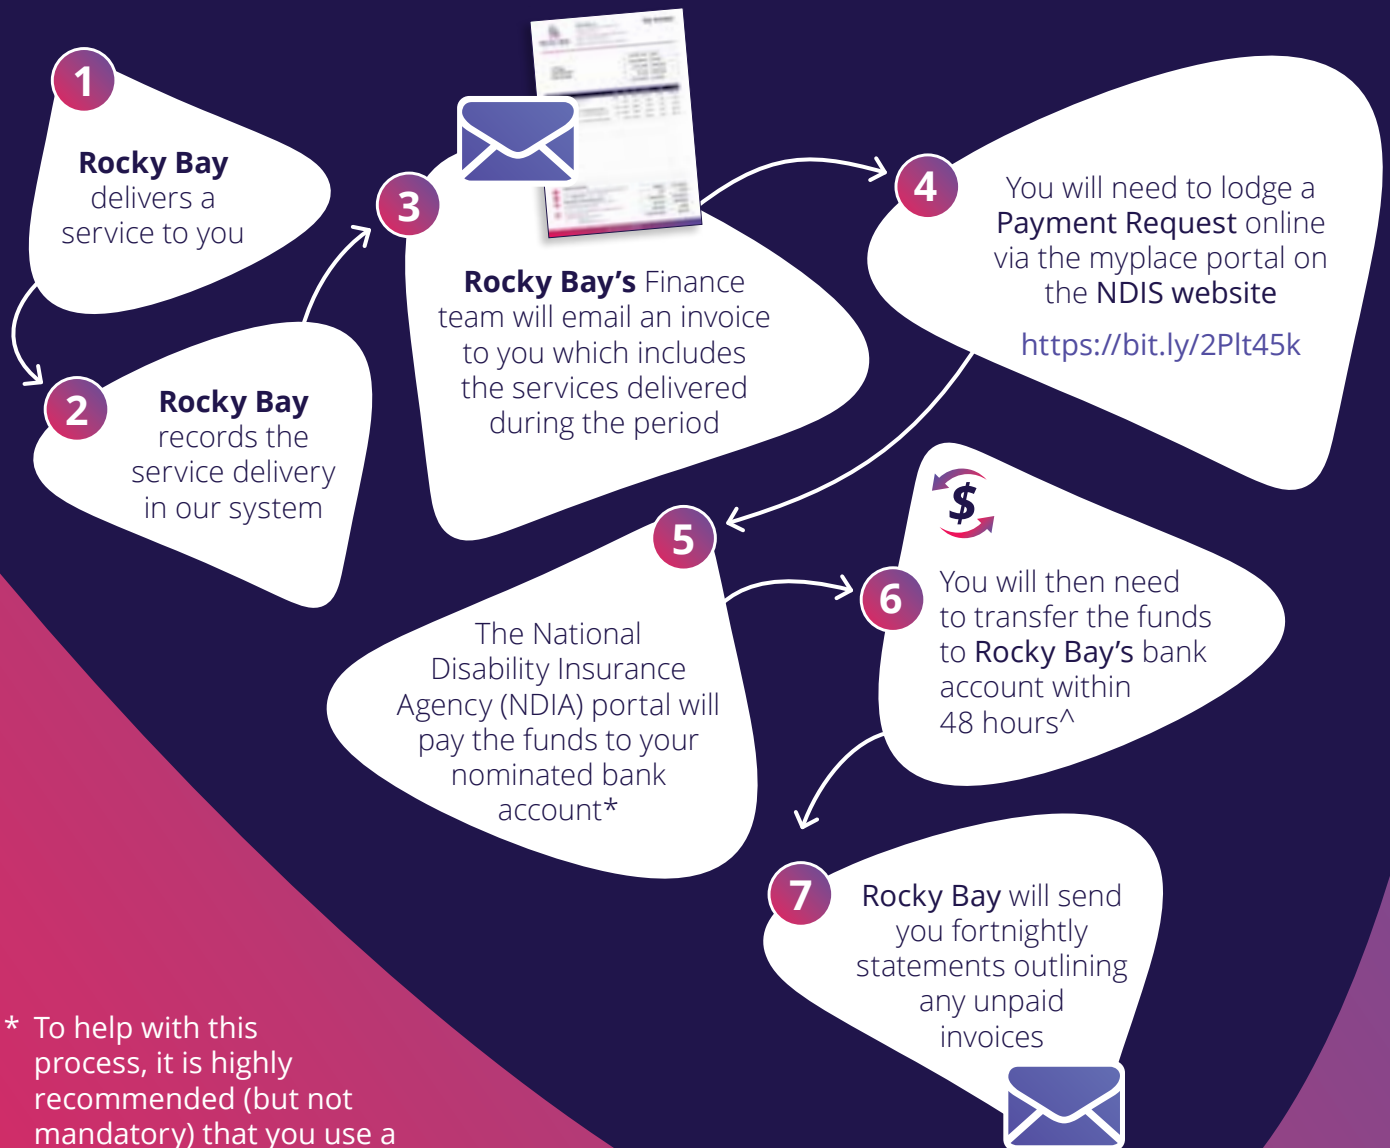 1
Rocky Bay
delivers a
service to you
2
Rocky Bay
records the
service delivery
in our system
3
Rocky Bay's Finance
team will email an invoice
to you which includes
the services delivered
during the period
4
You will need to lodge a
Payment Request online
via the myplace portal on
the NDIS website
https://bit.ly/2Plt45k
5
The National
Disability Insurance
Agency (NDIA) portal will
pay the funds to your
nominated bank
account*
$
6
You will then need
to transfer the funds
to Rocky Bay's bank
account within
48 hours^
7
Rocky Bay will send
you fortnightly
statements outlining
any unpaid
invoices
* To help with this
process, it is highly
recommended (but not
mandatory) that you use a